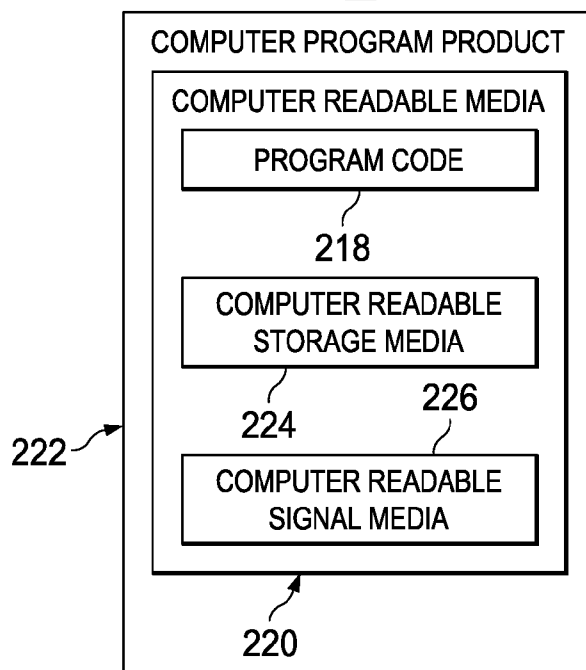 COMPUTER PROGRAM PRODUCT
COMPUTER READABLE MEDIA
PROGRAM CODE
218
COMPUTER READABLE
STORAGE MEDIA
224
226
222
COMPUTER READABLE
SIGNAL MEDIA
220